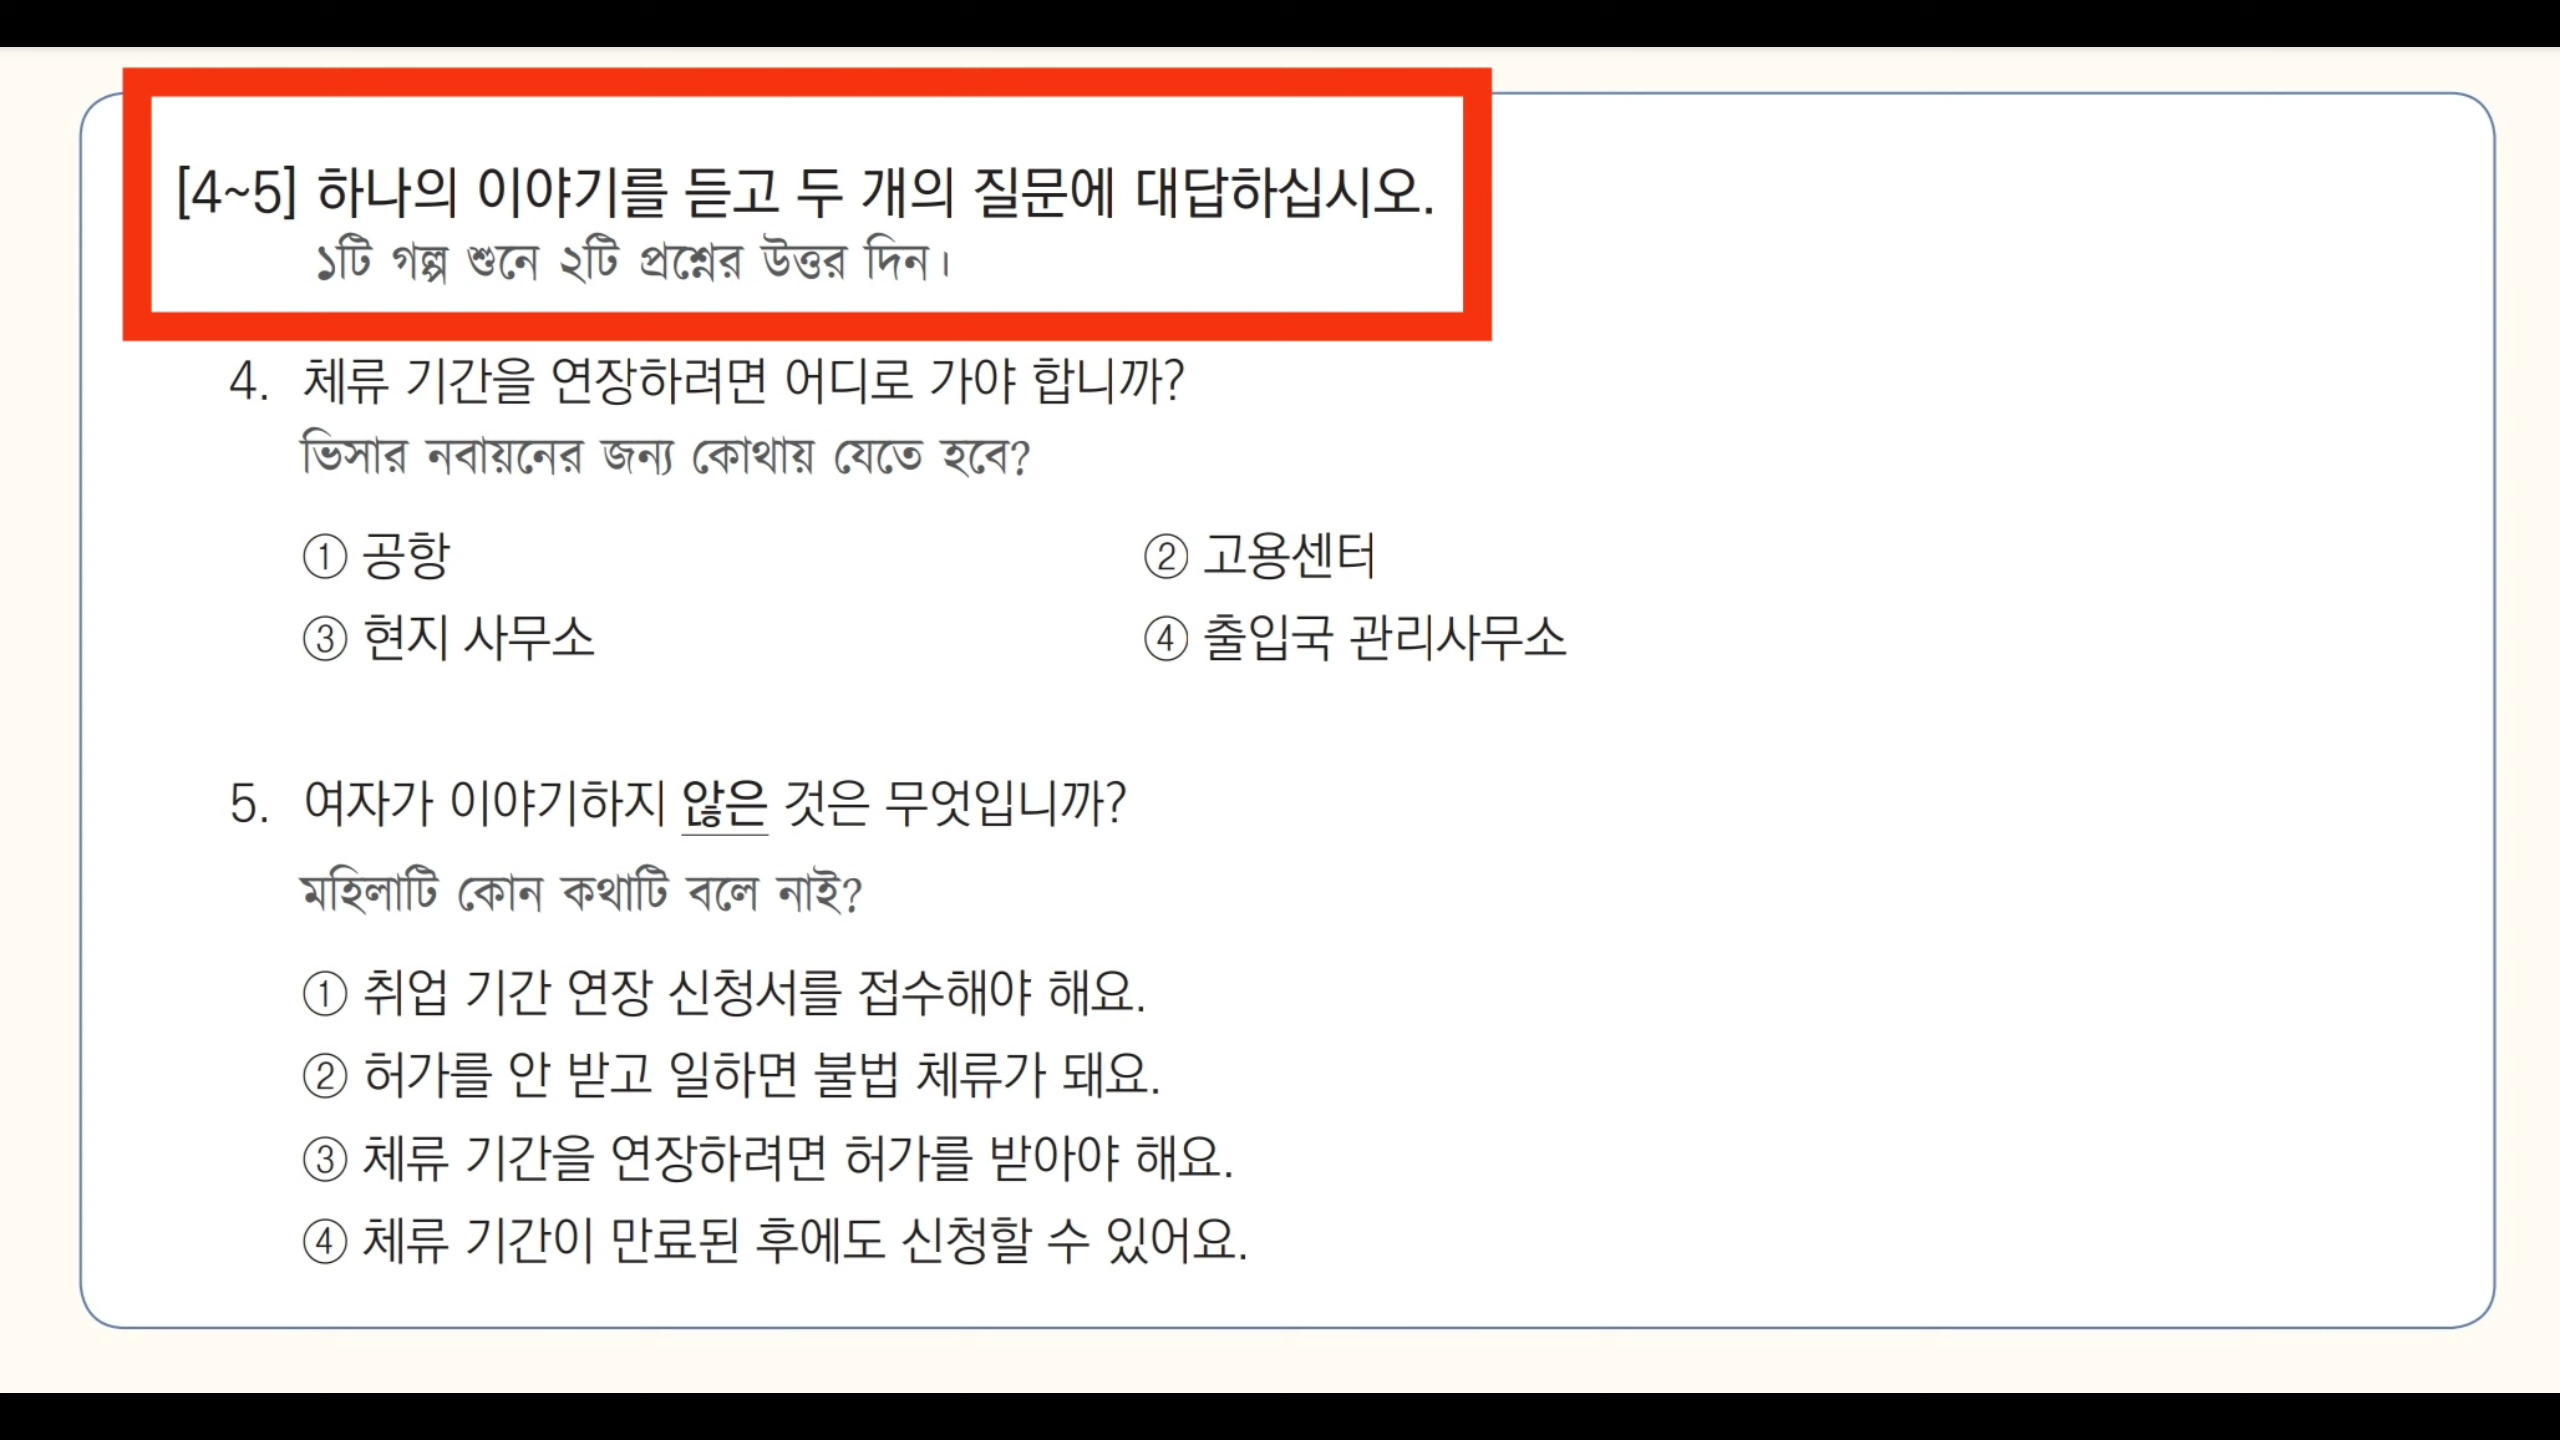 [4~5] 하나의 이야기를 듣고 두 개의 질문에 대답하십시오.
১টি গল্প শুনে ২টি প্রশ্নের উত্তর দিন।
4. 체류 기간을 연장하려면 어디로 가야 합니까?
ভিসার নবায়নের জন্য কোথায় যেতে হবে?
① 공항 ② 고용센터
③ 현지 사무소 ④ 출입국 관리사무소
5. 여자가 이야기하지 않은 것은 무엇입니까?
মহিলাটি কোন কথাটি বলে নাই?
① 취업 기간 연장 신청서를 접수해야 해요.
② 허가를 안 받고 일하면 불법 체류가 돼요.
③ 체류 기간을 연장하려면 허가를 받아야 해요.
④ 체류 기간이 만료된 후에도 신청할 수 있어요.